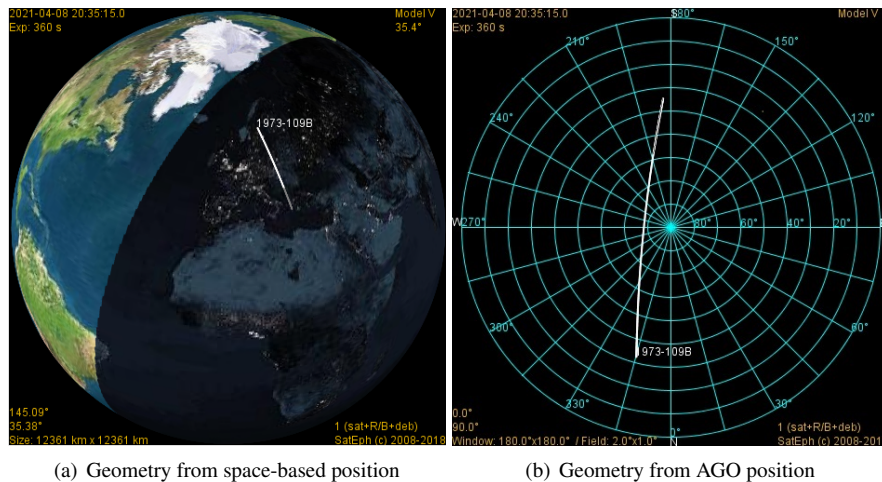 2021-04-08 20:35:15.0
Exp: 360 s
Model V
35.4°
1973-109B
145.09°
35.38°
Size: 12361 km x 12361 km
1 (sat+R/B+deb)
SatEph (c) 2008-2018
(a) Geometry from space-based position
2021-04-08 20:35:15.0
Exp: 360 s
Model V
S
180°
210°
150°
240°
120°
W270°
80°
60°
40°
20°
300°
60°
1973-109B
330°
30°
0.0°
90.0°
0°
N
Window: 180.0°x180.0° / Field: 2.0°x1.0°
1 (sat+R/B+deb)
SatEph (c) 2008-201
(b) Geometry from AGO position